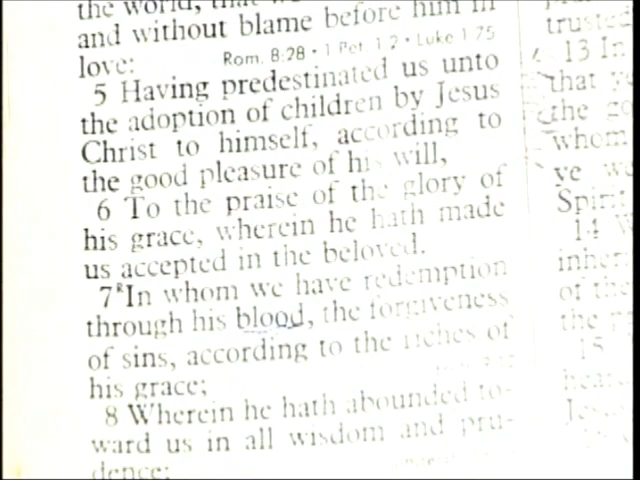 the world, that we
and without blame before him in
love:
Rom. 8:28 · 1 Pet. 1:2 · Luke 1:75
5 Having predestinated us unto
the adoption of children by Jesus
Christ to himself, according to
the good pleasure of his will,
6 To the praise of the glory of
his grace, wherein he hath made
us accepted in the beloved.
7 R In whom we have redemption
through his blood, the forgiveness
of sins, according to the riches of
his grace;
8 Wherein he hath abounded to-
ward us in all wisdom and pru-
dence;
trusted
13 In
that ye
the
whom
ye
Spirit
14
inher
of the
the
15
heard